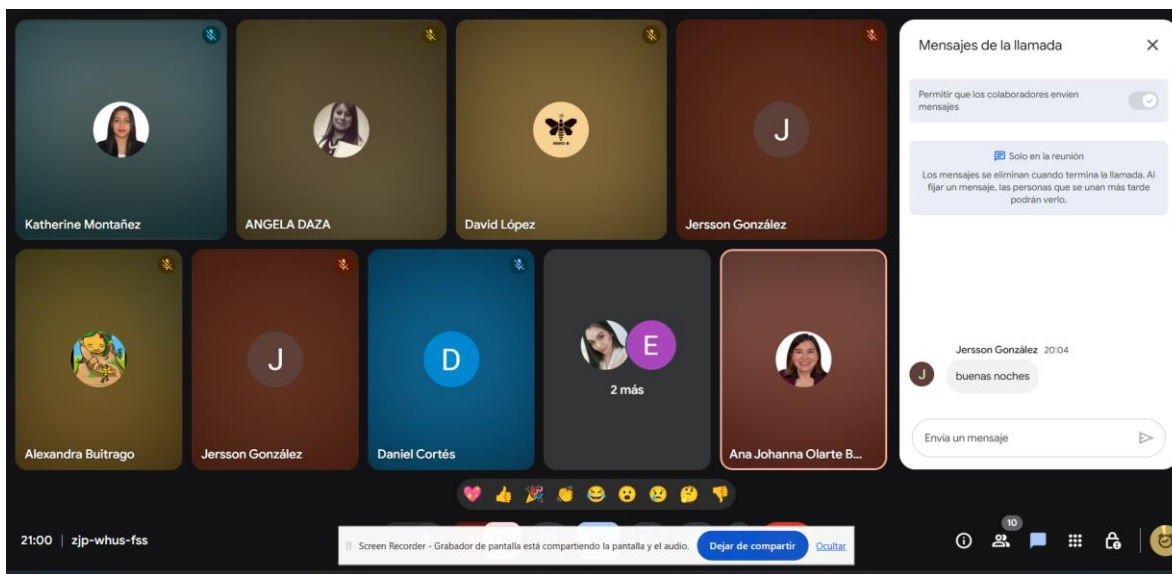 Katherine Montañez
ANGELA DAZA
David López
J
Jersson González
Alexandra Buitrago
J
Jersson González
D
Daniel Cortés
E
2 más
Ana Johanna Olarte B...
Mensajes de la llamada
Permitir que los colaboradores envíen
mensajes
Solo en la reunión
Los mensajes se eliminan cuando termina la llamada. Al
fijar un mensaje, las personas que se unan más tarde
podrán verlo.
Jersson González 20:04
J
buenas noches
Envía un mensaje
21:00 | zjp-whus-fss
Screen Recorder - Grabador de pantalla está compartiendo la pantalla y el audio.
Dejar de compartir
Ocultar
10